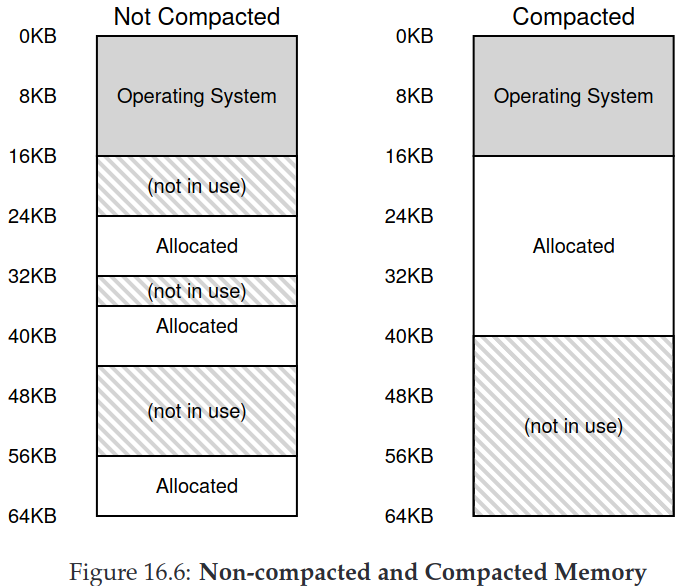 Not Compacted
0KB
8KB
16KB
24KB
32KB
40KB
48KB
56KB
64KB
Operating System
(not in use)
Allocated
(not in use)
Allocated
(not in use)
Allocated
Compacted
0KB
8KB
16KB
24KB
32KB
40KB
48KB
56KB
64KB
Operating System
Allocated
(not in use)
Figure 16.6: Non-compacted and Compacted Memory